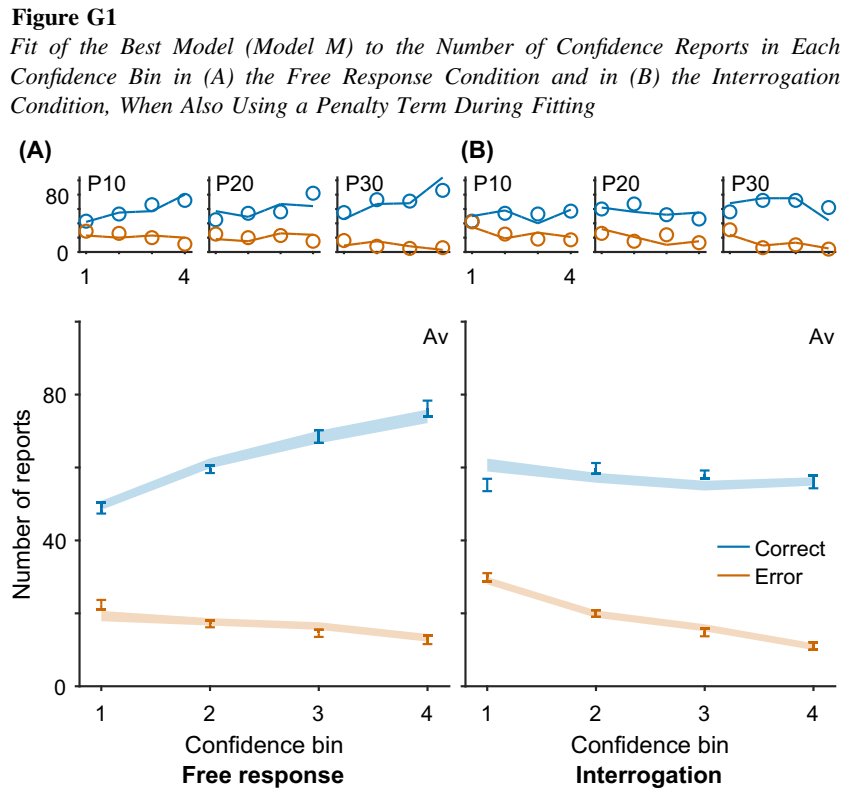 Figure G1
Fit of the Best Model (Model M) to the Number of Confidence Reports in Each
Confidence Bin in (A) the Free Response Condition and in (B) the Interrogation
Condition, When Also Using a Penalty Term During Fitting
(A)
(B)
P10
P20
P30
P10
P20
P30
80
0
1
4
1
4
Av
Av
80
40
0
Number of reports
Correct
Error
1
2
3
4
1
2
3
4
Confidence bin
Confidence bin
Free response
Interrogation